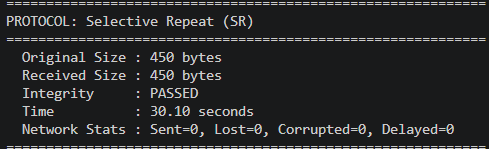 ============================================================
PROTOCOL: Selective Repeat (SR)
============================================================
Original Size : 450 bytes
Received Size : 450 bytes
Integrity     : PASSED
Time          : 30.10 seconds
Network Stats : Sent=0, Lost=0, Corrupted=0, Delayed=0
============================================================